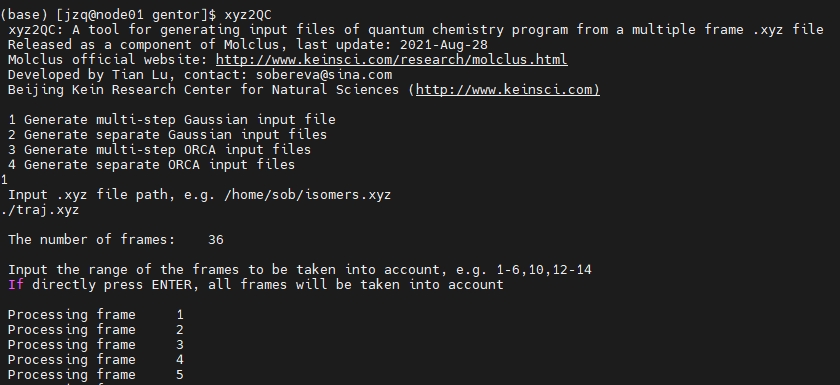 (base) [jzq@node01 gentor]$ xyz2QC
xyz2QC: A tool for generating input files of quantum chemistry program from a multiple frame .xyz file
Released as a component of Molclus, last update: 2021-Aug-28
Molclus official website: http://www.keinsci.com/research/molclus.html
Developed by Tian Lu, contact: sobereva@sina.com
Beijing Kein Research Center for Natural Sciences (http://www.keinsci.com)
1 Generate multi-step Gaussian input file
2 Generate separate Gaussian input files
3 Generate multi-step ORCA input files
4 Generate separate ORCA input files
1
Input .xyz file path, e.g. /home/sob/isomers.xyz
./traj.xyz
The number of frames:    36
Input the range of the frames to be taken into account, e.g. 1-6,10,12-14
If directly press ENTER, all frames will be taken into account
Processing frame     1
Processing frame     2
Processing frame     3
Processing frame     4
Processing frame     5